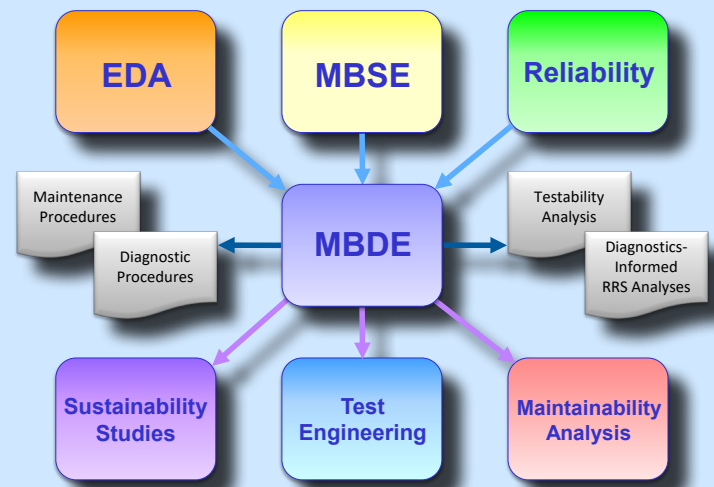 EDA
MBSE
Reliability
Maintenance
Procedures
Diagnostic
Procedures
MBDE
Testability
Analysis
Diagnostics-
Informed
RRS Analyses
Sustainability
Studies
Test
Engineering
Maintainability
Analysis